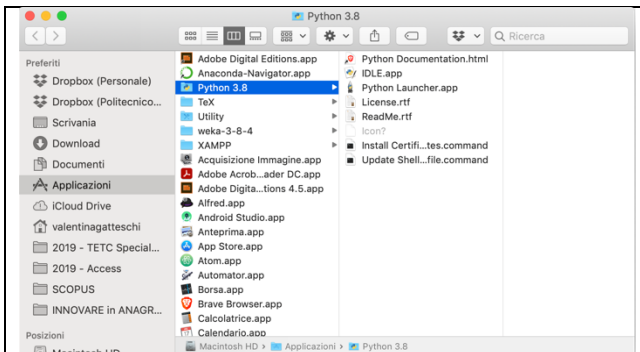 Python 3.8
Ricerca
Preferiti
Dropbox (Personale)
Dropbox (Politecnico...
Scrivania
Download
Documenti
Applicazioni
iCloud Drive
valentinagatteschi
2019 - TETC Special...
2019 - Access
SCOPUS
INNOVARE in ANAGR...
Posizioni
Macintosh HD
Adobe Digital Editions.app
Anaconda-Navigator.app
Python 3.8
TeX
Utility
weka-3-8-4
XAMPP
Acquisizione Immagine.app
Adobe Acrob...ader DC.app
Adobe Digita...tions 4.5.app
Alfred.app
Android Studio.app
Anteprima.app
App Store.app
Atom.app
Automator.app
Borsa.app
Brave Browser.app
Calcolatrice.app
Calendario.app
Python Documentation.html
IDLE.app
Python Launcher.app
License.rtf
ReadMe.rtf
Icon?
Install Certifi...tes.command
Update Shell...file.command
Macintosh HD › Applicazioni › Python 3.8